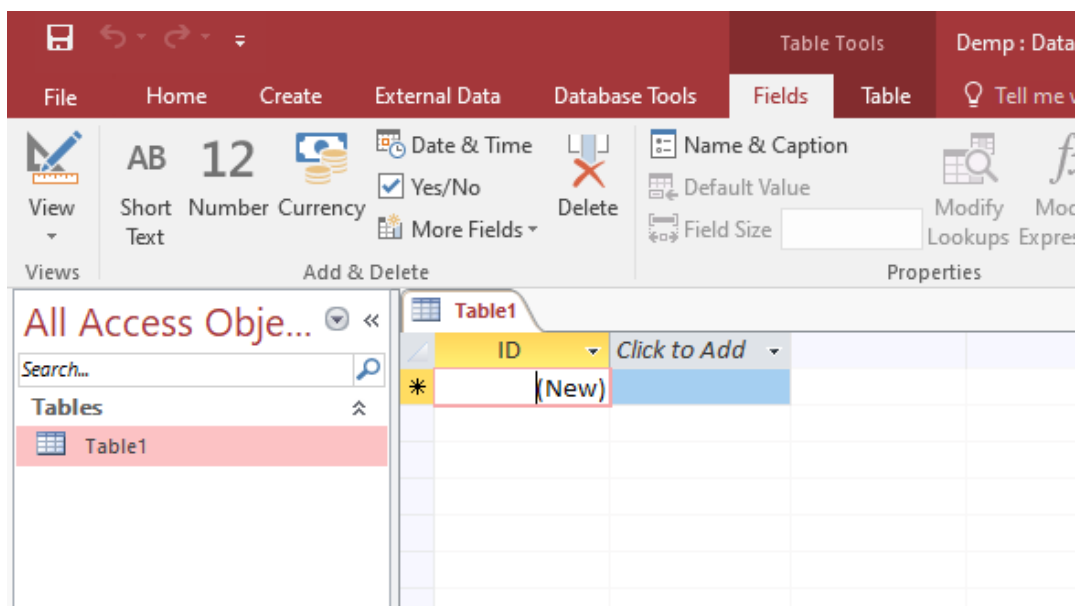 Table Tools
Demp : Data
File Home Create External Data Database Tools Fields Table Tell me
AB 12 Date & Time Name & Caption
Yes/No Default Value
View Short Text Number Currency More Fields Delete Field Size Modify Lookups
Views Add & Delete Properties
All Access Obje... « Table1
ID Click to Add
Search...
* (New)
Tables
Table1